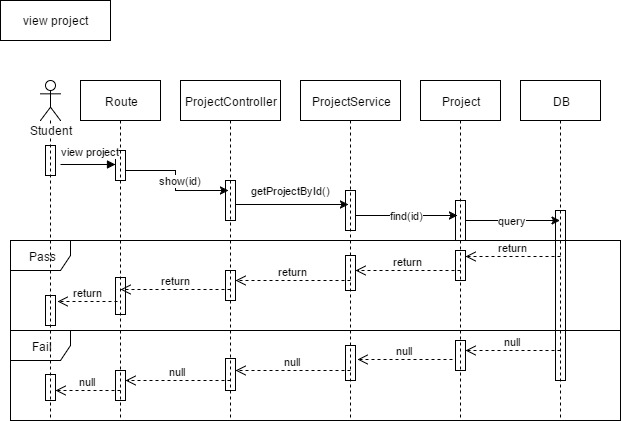 view project
Student
Route
ProjectController
ProjectService
Project
DB
view project
show(id)
getProjectById()
find(id)
query
Pass
return
return
return
return
return
Fail
null
null
null
null
null